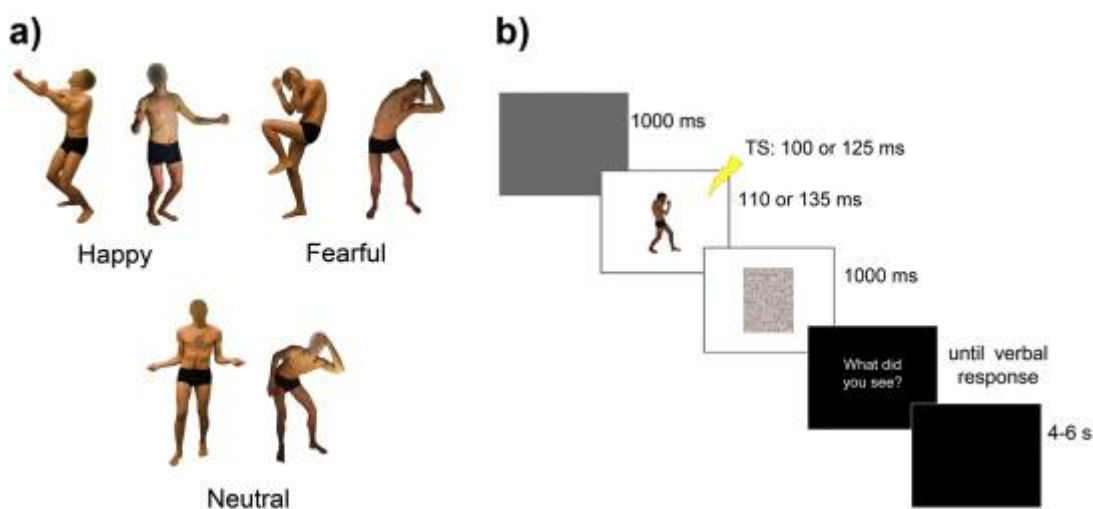 a)
Happy
Fearful
Neutral
b)
1000 ms
TS: 100 or 125 ms
110 or 135 ms
1000 ms
What did
you see?
until verbal
response
4-6 s